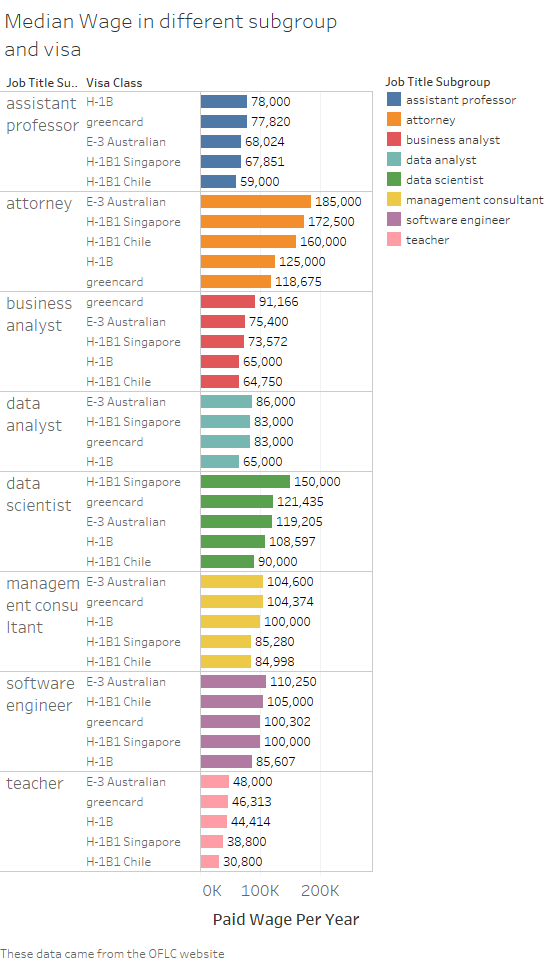 Median Wage in different subgroup
and visa
Job Title Su.. Visa Class
assistant
professor
H-1B 78,000
greencard 77,820
E-3 Australian 68,024
H-1B1 Singapore 67,851
H-1B1 Chile 59,000
attorney
E-3 Australian 185,000
H-1B1 Singapore 172,500
H-1B1 Chile 160,000
H-1B 125,000
greencard 118,675
business
analyst
greencard 91,166
E-3 Australian 75,400
H-1B1 Singapore 73,572
H-1B 65,000
H-1B1 Chile 64,750
data
analyst
E-3 Australian 86,000
H-1B1 Singapore 83,000
greencard 83,000
H-1B 65,000
data
scientist
H-1B1 Singapore 150,000
greencard 121,435
E-3 Australian 119,205
H-1B 108,597
H-1B1 Chile 90,000
managem
ent consu
ltant
E-3 Australian 104,600
greencard 104,374
H-1B 100,000
H-1B1 Singapore 85,280
H-1B1 Chile 84,998
software
engineer
E-3 Australian 110,250
H-1B1 Chile 105,000
greencard 100,302
H-1B1 Singapore 100,000
H-1B 85,607
teacher
E-3 Australian 48,000
greencard 46,313
H-1B 44,414
H-1B1 Singapore 38,800
H-1B1 Chile 30,800
0K 100K 200K
Paid Wage Per Year
Job Title Subgroup
assistant professor
attorney
business analyst
data analyst
data scientist
management consultant
software engineer
teacher
These data came from the OFLC website